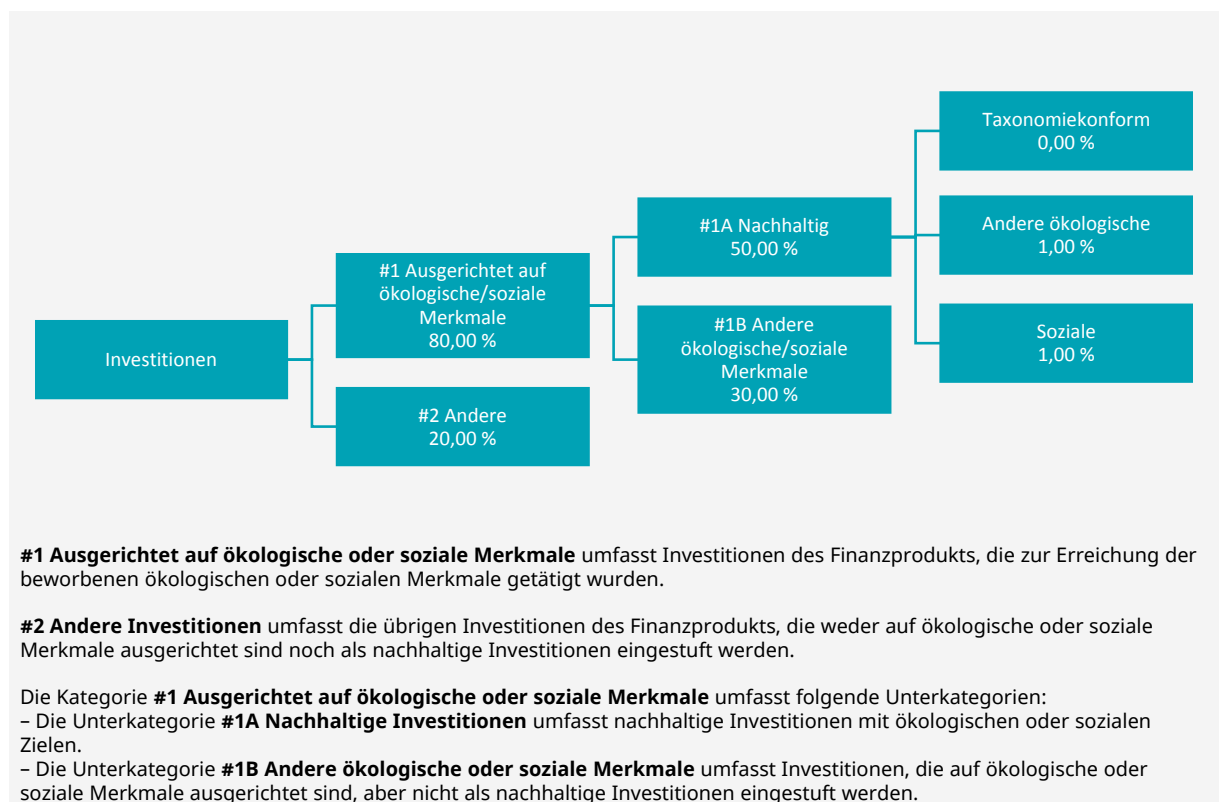 Investitionen
#1 Ausgerichtet auf
ökologische/soziale
Merkmale
80,00 %
#2 Andere
20,00 %
#1A Nachhaltig
50,00 %
#1B Andere
ökologische/soziale
Merkmale
30,00 %
Taxonomiekonform
0,00 %
Andere ökologische
1,00 %
Soziale
1,00 %
#1 Ausgerichtet auf ökologische oder soziale Merkmale umfasst Investitionen des Finanzprodukts, die zur Erreichung der
beworbenen ökologischen oder sozialen Merkmale getätigt wurden.
#2 Andere Investitionen umfasst die übrigen Investitionen des Finanzprodukts, die weder auf ökologische oder soziale
Merkmale ausgerichtet sind noch als nachhaltige Investitionen eingestuft werden.
Die Kategorie #1 Ausgerichtet auf ökologische oder soziale Merkmale umfasst folgende Unterkategorien:
– Die Unterkategorie #1A Nachhaltige Investitionen umfasst nachhaltige Investitionen mit ökologischen oder sozialen
Zielen.
– Die Unterkategorie #1B Andere ökologische oder soziale Merkmale umfasst Investitionen, die auf ökologische oder
soziale Merkmale ausgerichtet sind, aber nicht als nachhaltige Investitionen eingestuft werden.